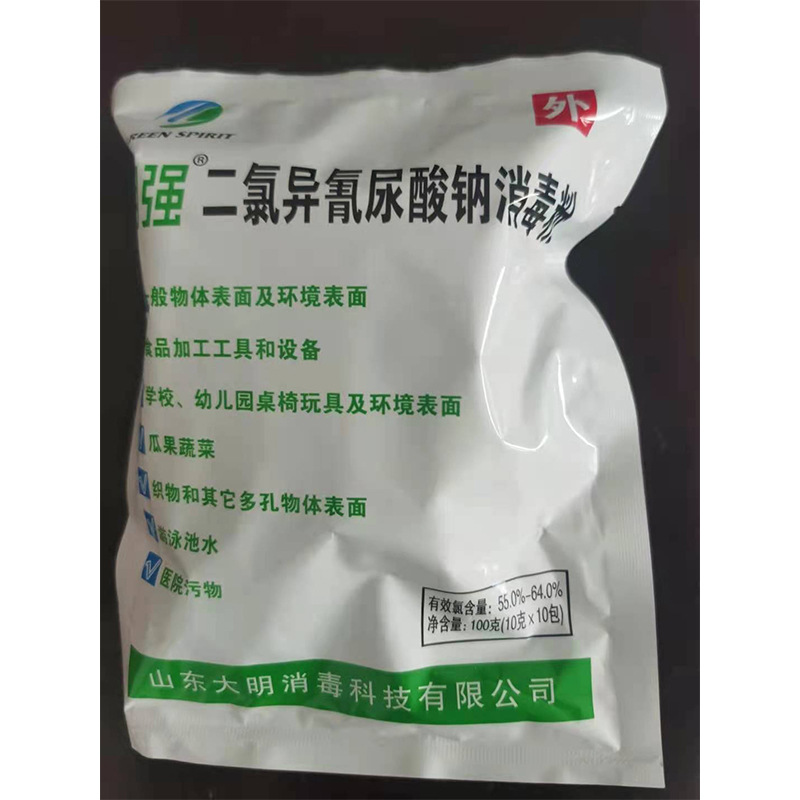 外
REEN SPIRIT
强® 二氯异氰尿酸钠消毒粉
一般物体表面及环境表面
食品加工工具和设备
学校、幼儿园桌椅玩具及环境表面
瓜果蔬菜
织物和其它多孔物体表面
游泳池水
医院污物
有效氯含量：55.0%-64.0%
净含量：100克(10克x10包)
山东大明消毒科技有限公司